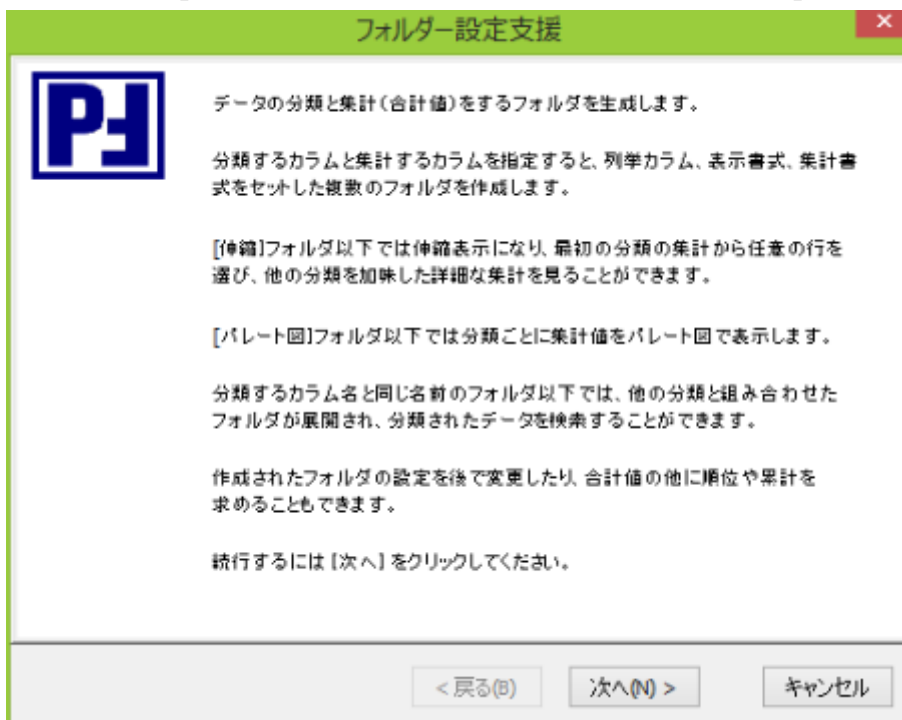 フォルダー設定支援
データの分類と集計(合計値)をするフォルダを生成します。
分類するカラムと集計するカラムを指定すると、列挙カラム、表示書式、集計書
式をセットした複数のフォルダを作成します。
[伸縮]フォルダ以下では伸縮表示になり、最初の分類の集計から任意の行を
選び、他の分類を加味した詳細な集計を見ることができます。
[パレート図]フォルダ以下では分類ごとに集計値をパレート図で表示します。
分類するカラム名と同じ名前のフォルダ以下では、他の分類と組み合わせた
フォルダが展開され、分類されたデータを検索することができます。
作成されたフォルダの設定を後で変更したり、合計値の他に順位や累計を
求めることもできます。
続行するには [次へ] をクリックしてください。
< 戻る(B)
次へ(N) >
キャンセル